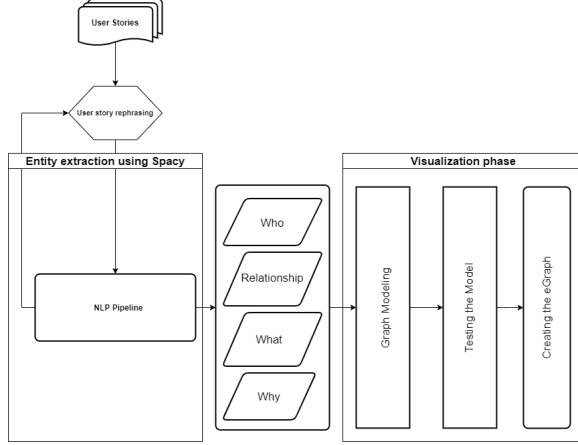 User Stories
User story rephrasing
Entity extraction using Spacy
Visualization phase
Who
Relationship
NLP Pipeline
What
Why
Graph Modeling
Testing the Model
Creating the eGraph